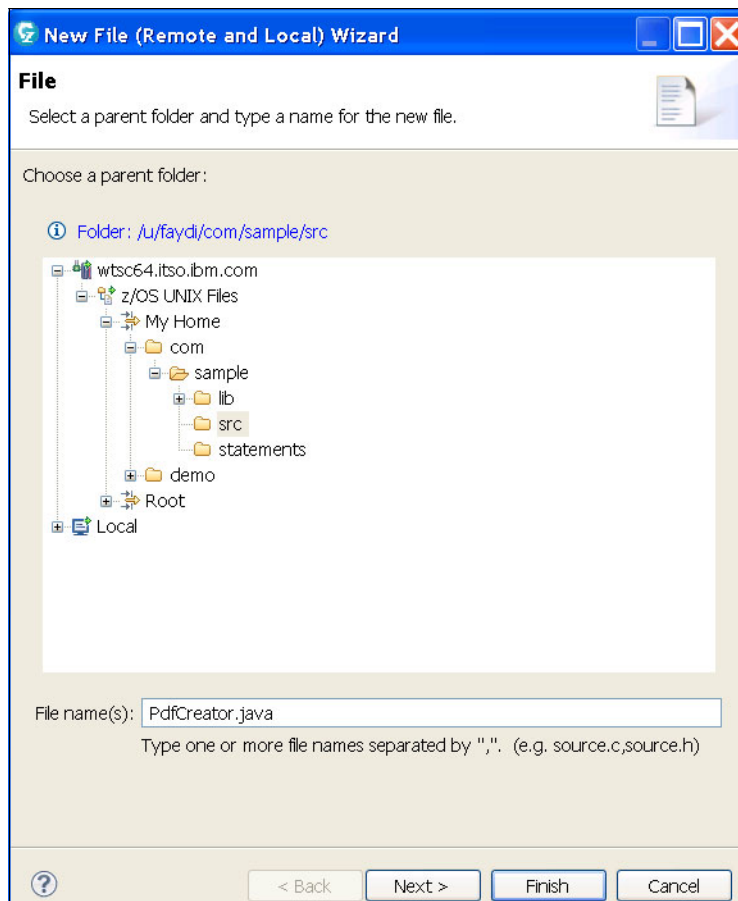 New File (Remote and Local) Wizard
File
Select a parent folder and type a name for the new file.
Choose a parent folder:
Folder: /u/faydi/com/sample/src
wtsc64.itso.ibm.com
z/OS UNIX Files
My Home
com
sample
lib
src
statements
demo
Root
Local
File name(s): PdfCreator.java
Type one or more file names separated by ",". (e.g. source.c,source.h)
< Back Next > Finish Cancel